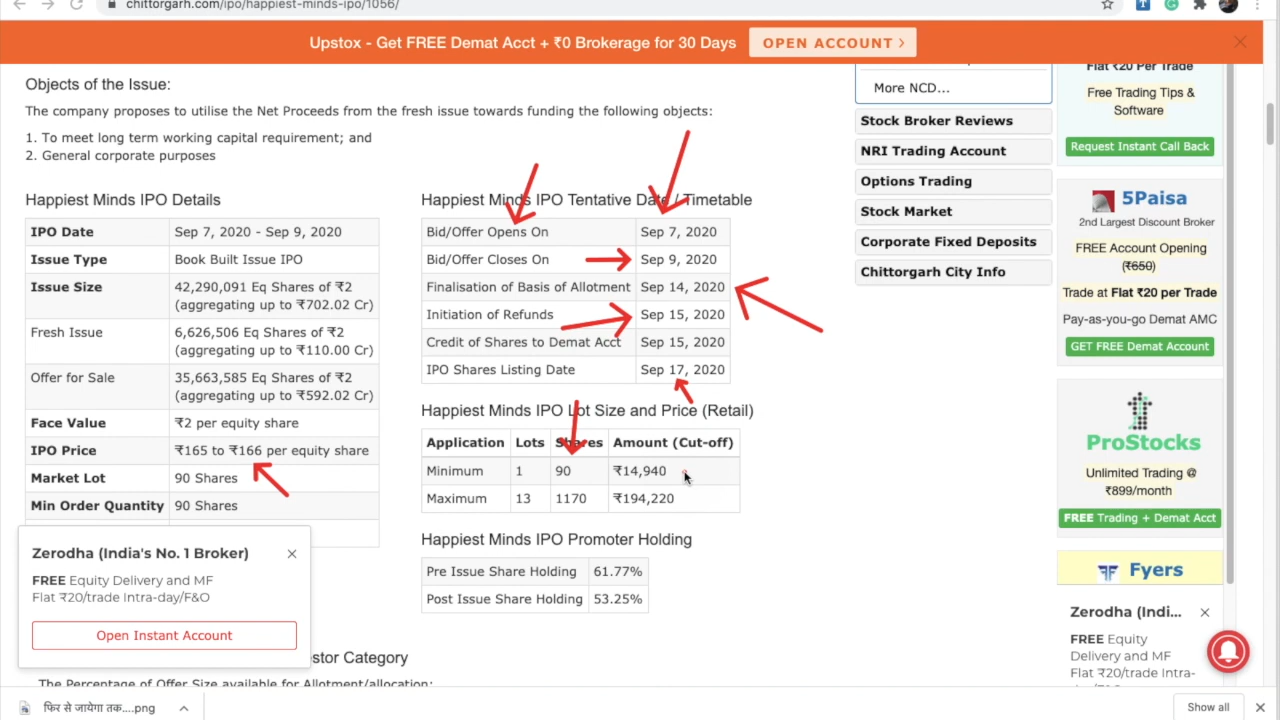 chittorgarh.com/ipo/happiest-minds-ipo/1056/
Upstox - Get FREE Demat Acct + ₹0 Brokerage for 30 Days
OPEN ACCOUNT
Objects of the Issue:
The company proposes to utilise the Net Proceeds from the fresh issue towards funding the following objects:
1. To meet long term working capital requirement; and
2. General corporate purposes
Happiest Minds IPO Details
IPO Date Sep 7, 2020 - Sep 9, 2020
Issue Type Book Built Issue IPO
Issue Size 42,290,091 Eq Shares of ₹2
(aggregating up to ₹702.02 Cr)
Fresh Issue 6,626,506 Eq Shares of ₹2
(aggregating up to ₹110.00 Cr)
Offer for Sale 35,663,585 Eq Shares of ₹2
(aggregating up to ₹592.02 Cr)
Face Value ₹2 per equity share
IPO Price ₹165 to ₹166 per equity share
Market Lot 90 Shares
Min Order Quantity 90 Shares
Zerodha (India's No. 1 Broker)
FREE Equity Delivery and MF
Flat ₹20/trade Intra-day/F&O
Open Instant Account
Happiest Minds IPO Tentative Date / Timetable
Bid/Offer Opens On Sep 7, 2020
Bid/Offer Closes On Sep 9, 2020
Finalisation of Basis of Allotment Sep 14, 2020
Initiation of Refunds Sep 15, 2020
Credit of Shares to Demat Acct Sep 15, 2020
IPO Shares Listing Date Sep 17, 2020
Happiest Minds IPO Lot Size and Price (Retail)
Application Lots Shares Amount (Cut-off)
Minimum 1 90 ₹14,940
Maximum 13 1170 ₹194,220
Happiest Minds IPO Promoter Holding
Pre Issue Share Holding 61.77%
Post Issue Share Holding 53.25%
stor Category
The Percentage of Offer Size available for Allotment/allocation:
More NCD...
Stock Broker Reviews
NRI Trading Account
Options Trading
Stock Market
Corporate Fixed Deposits
Chittorgarh City Info
Flat ₹20 Per Trade
Free Trading Tips &
Software
Request Instant Call Back
5Paisa
2nd Largest Discount Broker
FREE Account Opening
(₹650)
Trade at Flat ₹20 per Trade
Pay-as-you-go Demat AMC
GET FREE Demat Account
ProStocks
Unlimited Trading @
₹899/month
FREE Trading + Demat Acct
Fyers
Zerodha (Indi...
FREE Equity
Delivery and MF
Flat ₹20/trade Intra-
फिर से जायेगा तक....png
Show all